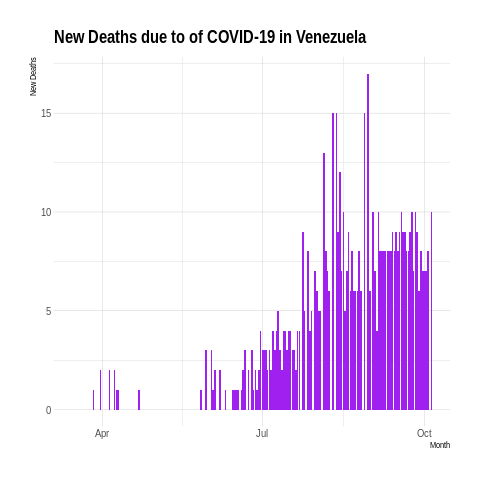 New Deaths due to of COVID-19 in Venezuela
New Deaths
15
10
5
0
Apr
Jul
Oct
Month